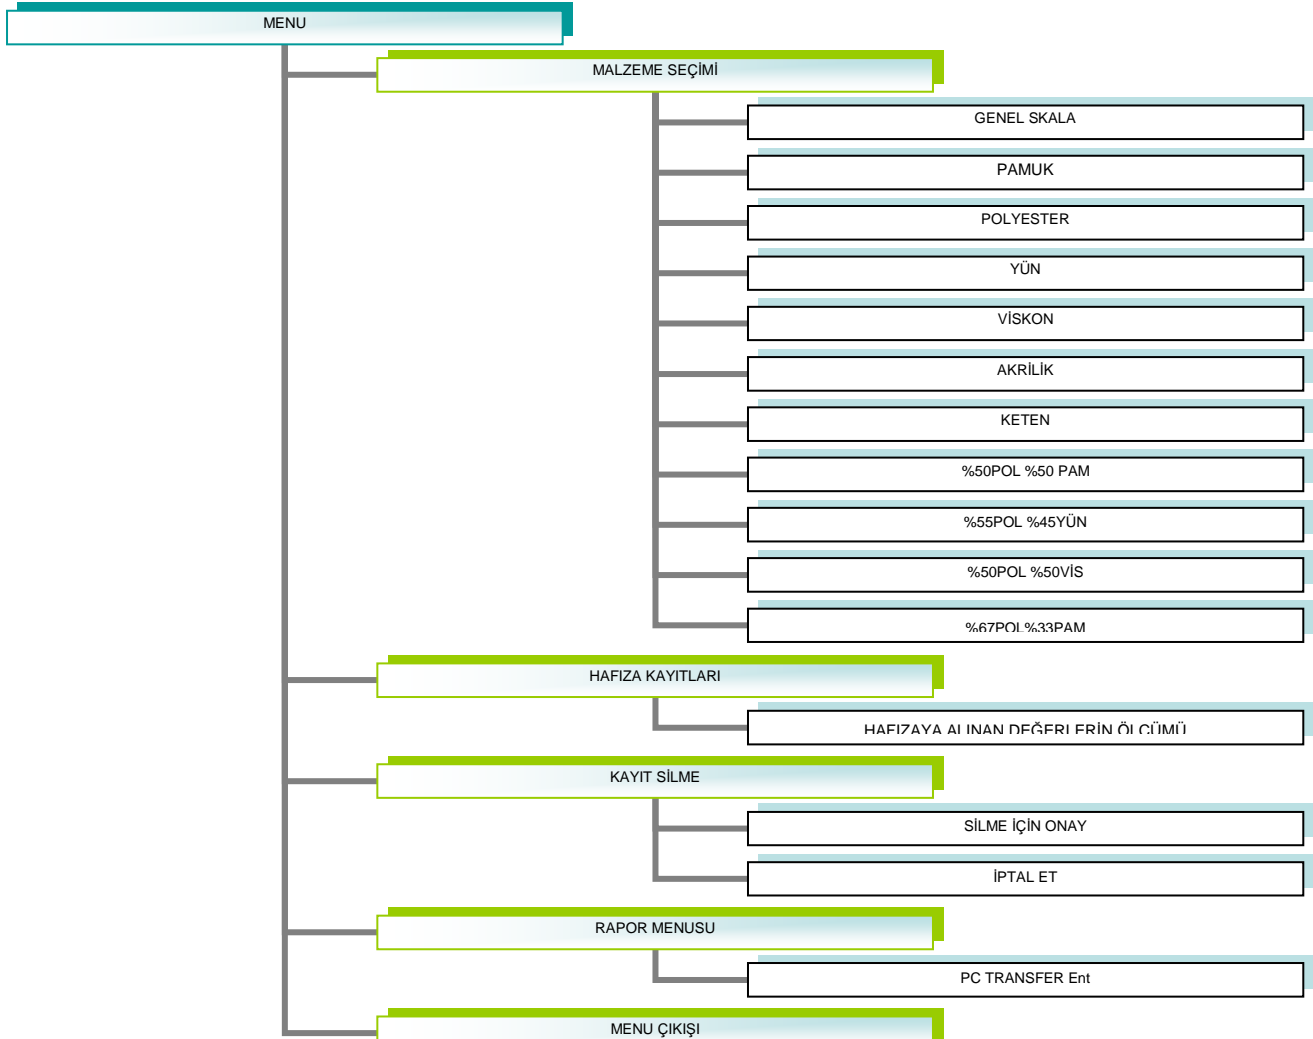 MENU
MALZEME SEÇİMİ
GENEL SKALA
PAMUK
POLYESTER
YÜN
VİSKON
AKRİLİK
KETEN
%50POL %50 PAM
%55POL %45YÜN
%50POL %50VİS
%67POL%33PAM
HAFIZA KAYITLARI
HAFIZAYA ALINAN DEĞERLERİN ÖLÇÜMÜ
KAYIT SİLME
SİLME İÇİN ONAY
İPTAL ET
RAPOR MENUSU
PC TRANSFER Ent
MENU ÇIKIŞI